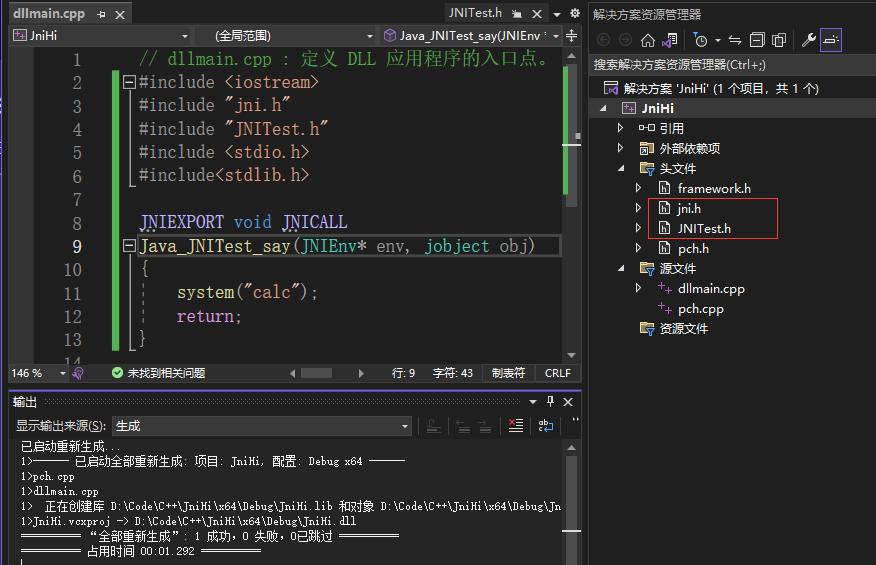 dllmain.cpp
JNITest.h
JniHi
(全局范围)
Java_JNITest_say(JNIEnv *
1 // dllmain.cpp : 定义 DLL 应用程序的入口点。
2 #include <iostream>
3 #include "jni.h"
4 #include "JNITest.h"
5 #include <stdio.h>
6 #include<stdlib.h>
7
8 JNIEXPORT void JNICALL
9 Java_JNITest_say(JNIEnv* env, jobject obj)
10 {
11 system("calc");
12 return;
13 }
14
146 %
未找到相关问题
行: 9
字符: 43
制表符
CRLF
输出
显示输出来源(S):
生成
已启动重新生成...
1>------ 已启动全部重新生成: 项目: JniHi, 配置: Debug x64 ------
1>pch.cpp
1>dllmain.cpp
1> 正在创建库 D:\Code\C++\JniHi\x64\Debug\JniHi.lib 和对象 D:\Code\C++\JniHi\x64\Debug\Jn
1>JniHi.vcxproj -> D:\Code\C++\JniHi\x64\Debug\JniHi.dll
========== “全部重新生成”: 1 成功，0 失败，0已跳过 ==========
========== 占用时间 00:01.292 ==========
解决方案资源管理器
搜索解决方案资源管理器(Ctrl+;)
解决方案 'JniHi' (1 个项目，共 1 个)
JniHi
引用
外部依赖项
头文件
framework.h
jni.h
JNITest.h
pch.h
源文件
dllmain.cpp
pch.cpp
资源文件